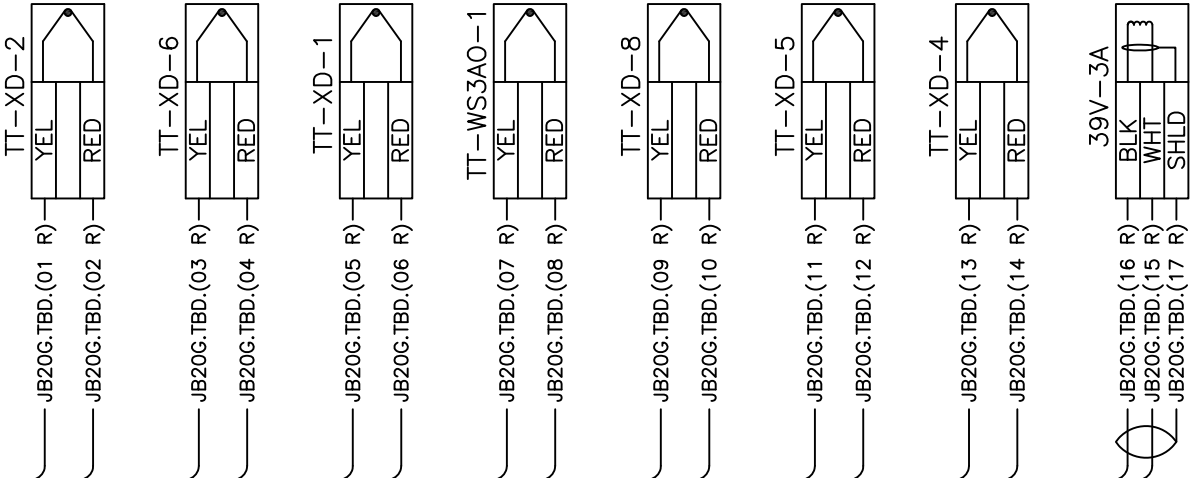 TT-XD-2
YEL
RED
JB20G.TBD.(01 R)
JB20G.TBD.(02 R)
TT-XD-6
YEL
RED
JB20G.TBD.(03 R)
JB20G.TBD.(04 R)
TT-XD-1
YEL
RED
JB20G.TBD.(05 R)
JB20G.TBD.(06 R)
TT-WS3AO-1
YEL
RED
JB20G.TBD.(07 R)
JB20G.TBD.(08 R)
TT-XD-8
YEL
RED
JB20G.TBD.(09 R)
JB20G.TBD.(10 R)
TT-XD-5
YEL
RED
JB20G.TBD.(11 R)
JB20G.TBD.(12 R)
TT-XD-4
YEL
RED
JB20G.TBD.(13 R)
JB20G.TBD.(14 R)
39V-3A
BLK
WHT
SHLD
JB20G.TBD.(16 R)
JB20G.TBD.(15 R)
JB20G.TBD.(17 R)